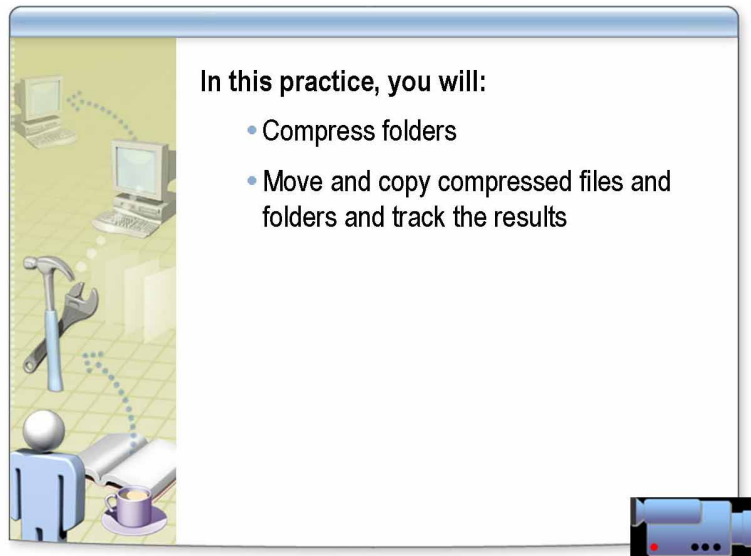 In this practice, you will:
• Compress folders
• Move and copy compressed files and
folders and track the results